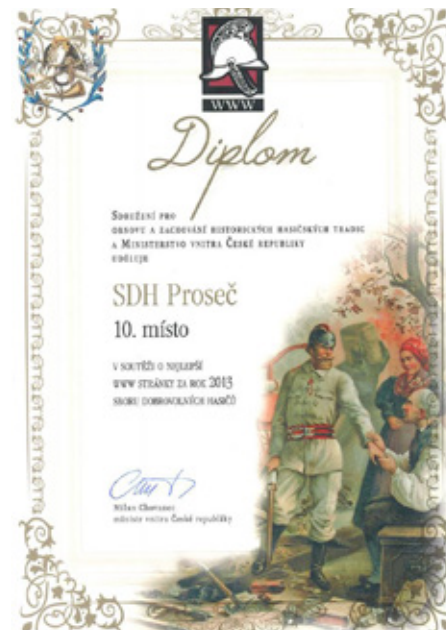 WWW
Diplom
Sdružení pro
obnovu a zachování historických hasičských tradic
a Ministerstvo vnitra České republiky
uděluje
SDH Proseč
10. místo
v soutěži o nejlepší
www stránky za rok 2013
sboru dobrovolných hasičů
Milan Chovanec
ministr vnitra České republiky